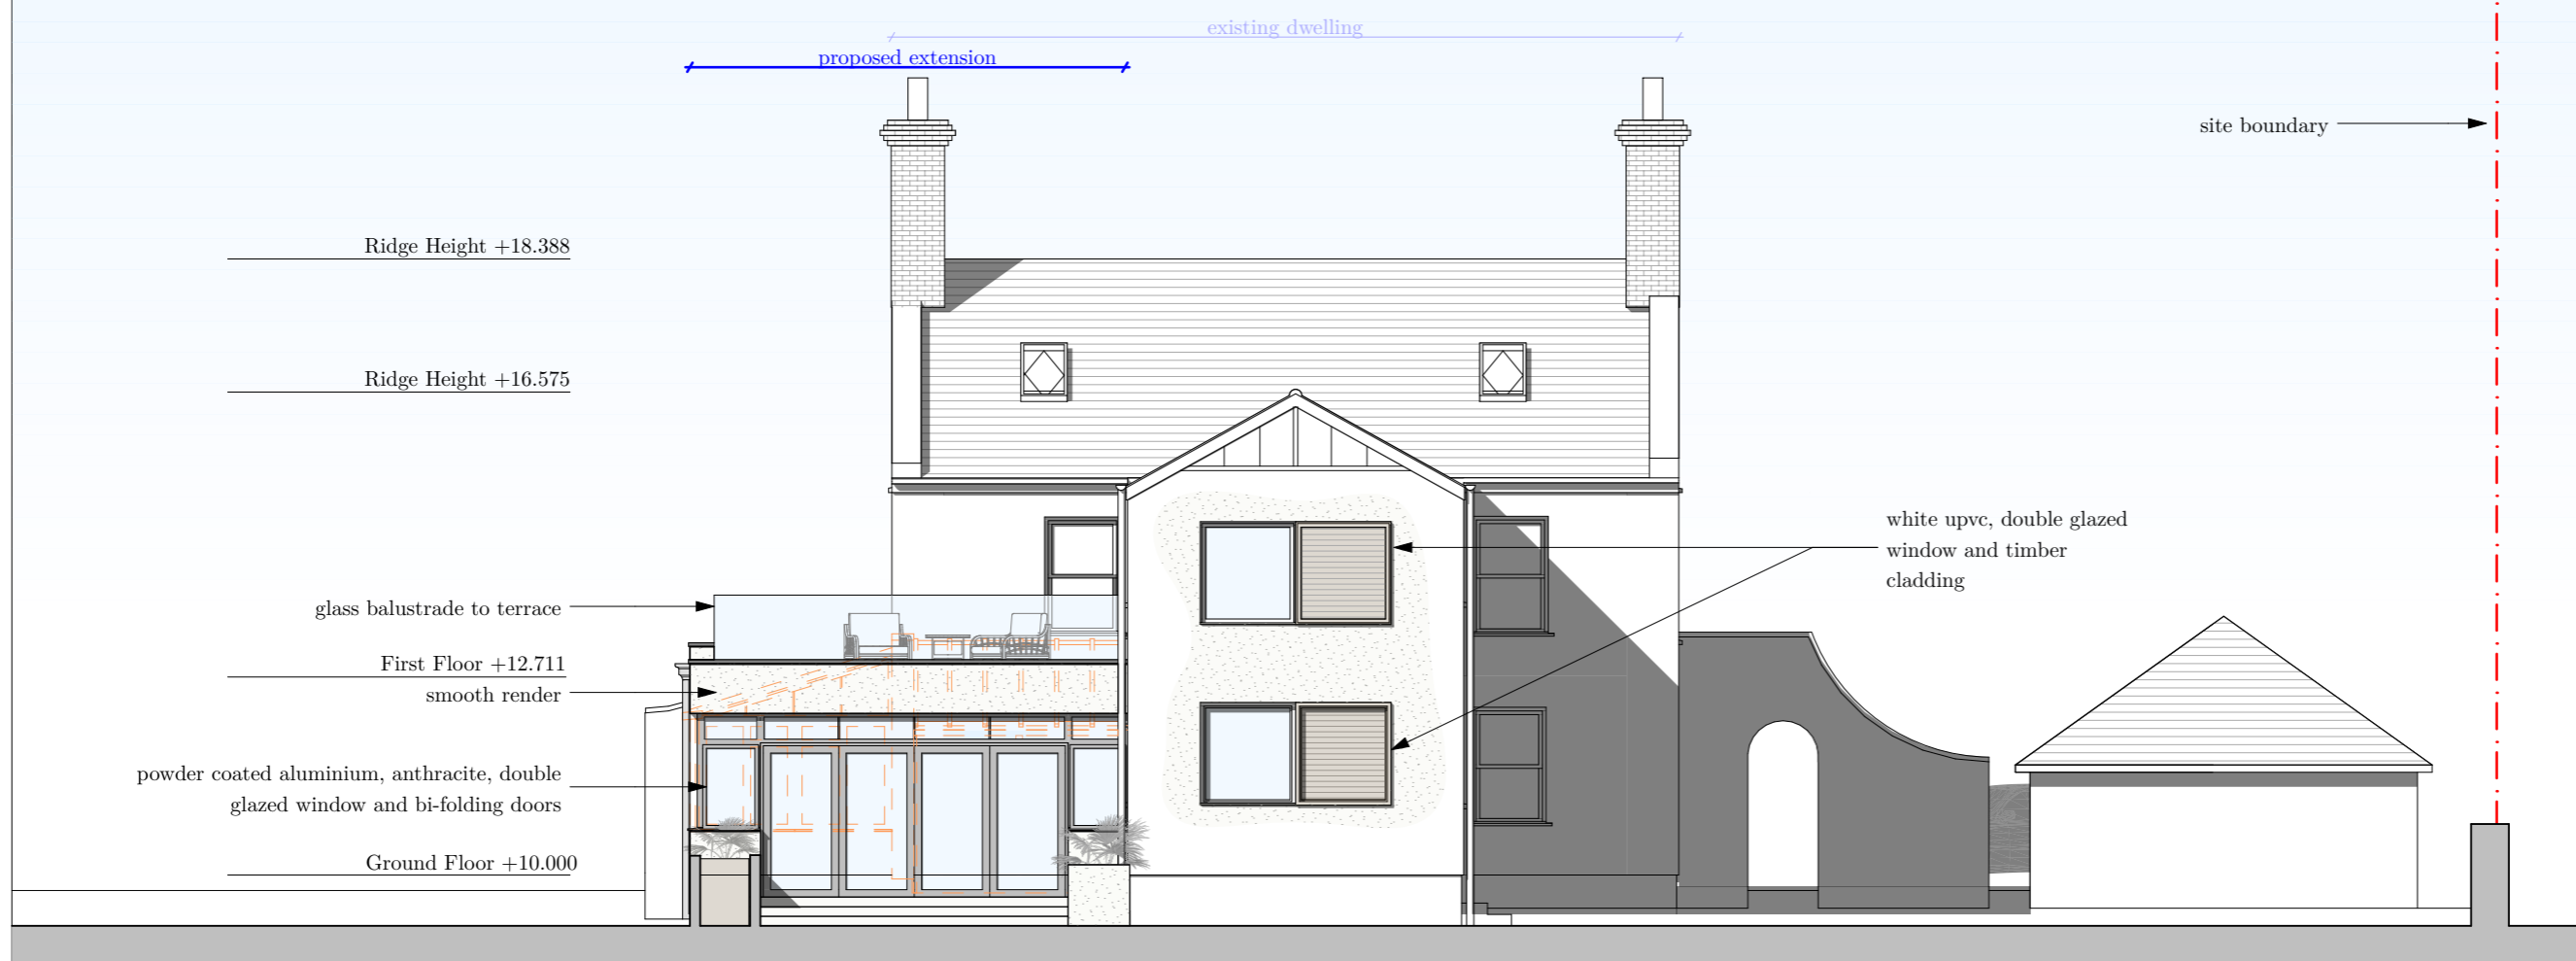 existing dwelling
proposed extension
site boundary
Ridge Height +18.388
Ridge Height +16.575
white upvc, double glazed
window and timber
cladding
glass balustrade to terrace
First Floor +12.711
smooth render
powder coated aluminium, anthracite, double
glazed window and bi-folding doors
Ground Floor +10.000